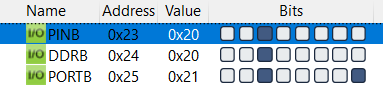 Name Address Value Bits
I/O PINB 0x23 0x20
I/O DDRB 0x24 0x20
I/O PORTB 0x25 0x21